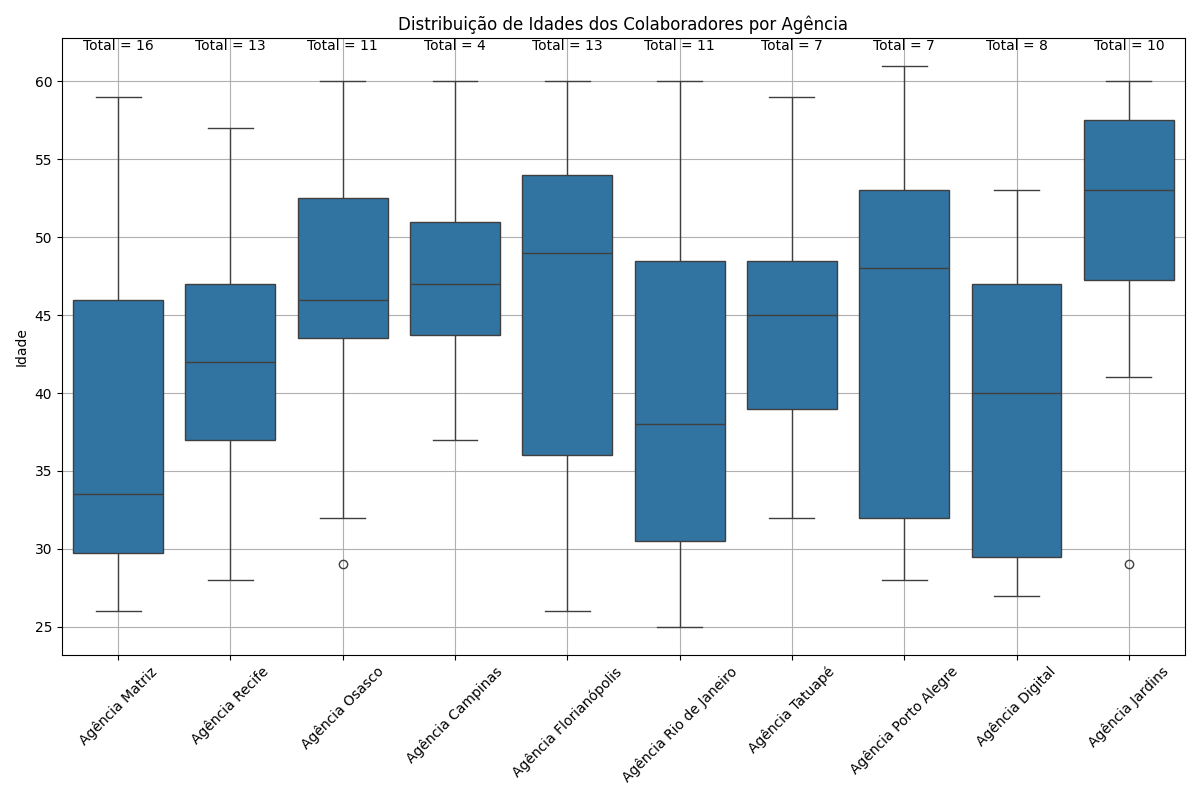 Distribuição de Idades dos Colaboradores por Agência
Total = 16 Total = 13 Total = 11 Total = 4 Total = 13 Total = 11 Total = 7 Total = 7 Total = 8 Total = 10
Idade
60
55
50
45
40
35
30
25
Agência Matriz
Agência Recife
Agência Osasco
Agência Campinas
Agência Florianópolis
Agência Rio de Janeiro
Agência Tatuapé
Agência Porto Alegre
Agência Digital
Agência Jardins